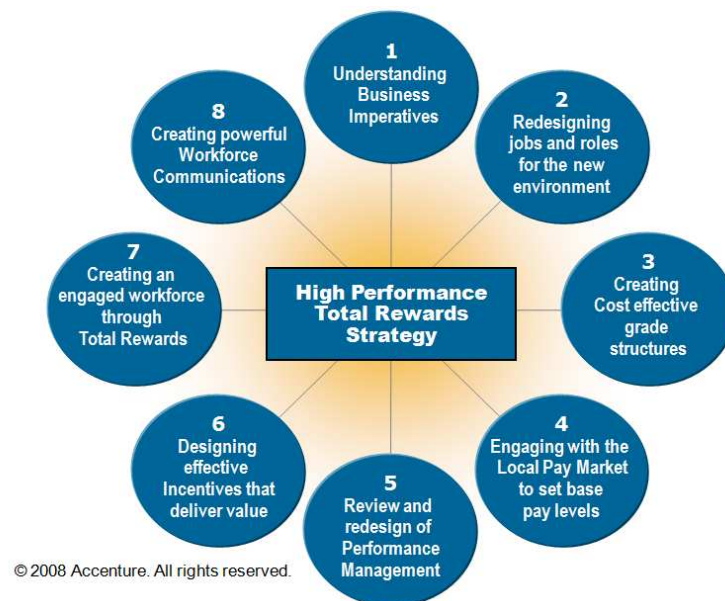 1
Understanding
Business
Imperatives
2
Redesigning
jobs and roles
for the new
environment
3
Creating
Cost effective
grade
structures
4
Engaging with the
Local Pay Market
to set base
pay levels
5
Review and
redesign of
Performance
Management
6
Designing
effective
Incentives that
deliver value
7
Creating an
engaged workforce
through
Total Rewards
8
Creating powerful
Workforce
Communications
High Performance
Total Rewards
Strategy
© 2008 Accenture. All rights reserved.